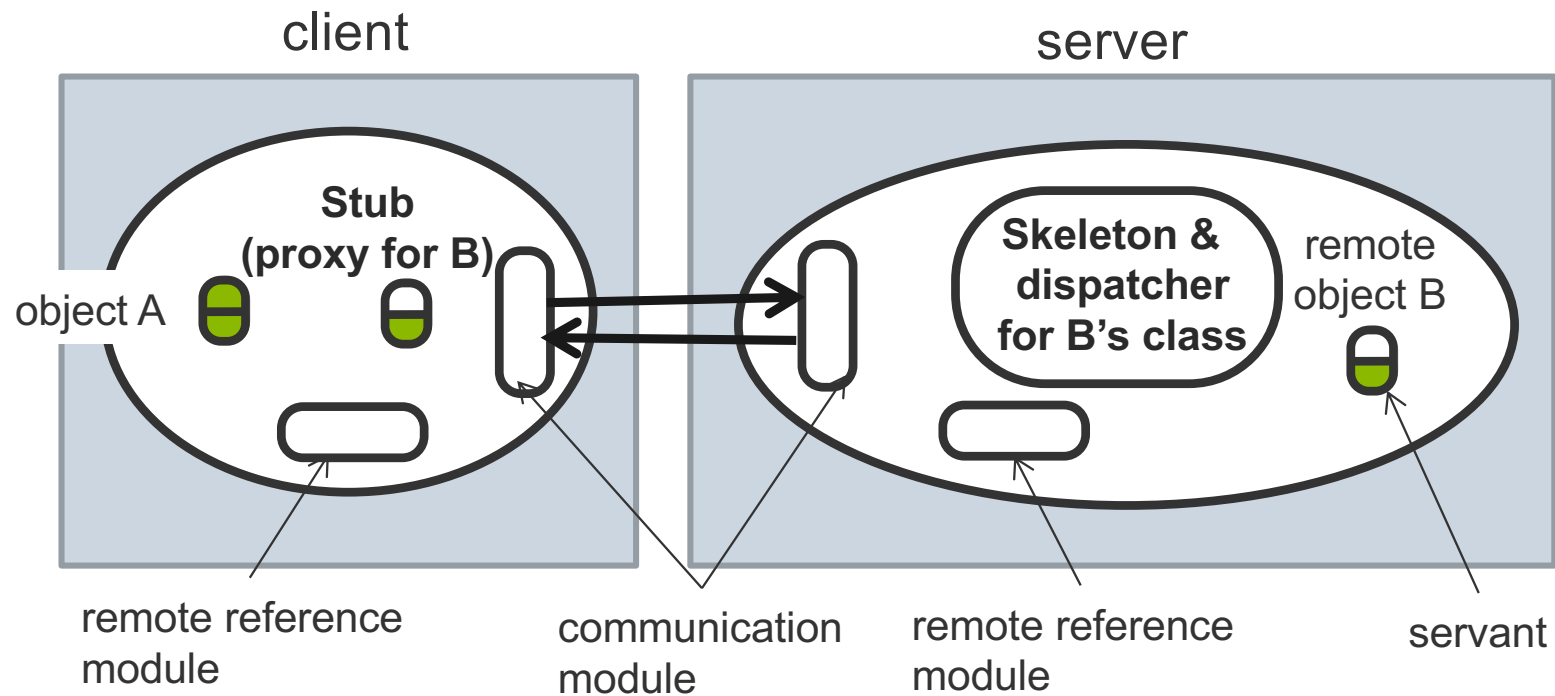 client
server
Stub
(proxy for B)
object A
Skeleton &
dispatcher
for B's class
remote
object B
remote reference
module
communication
module
remote reference
module
servant